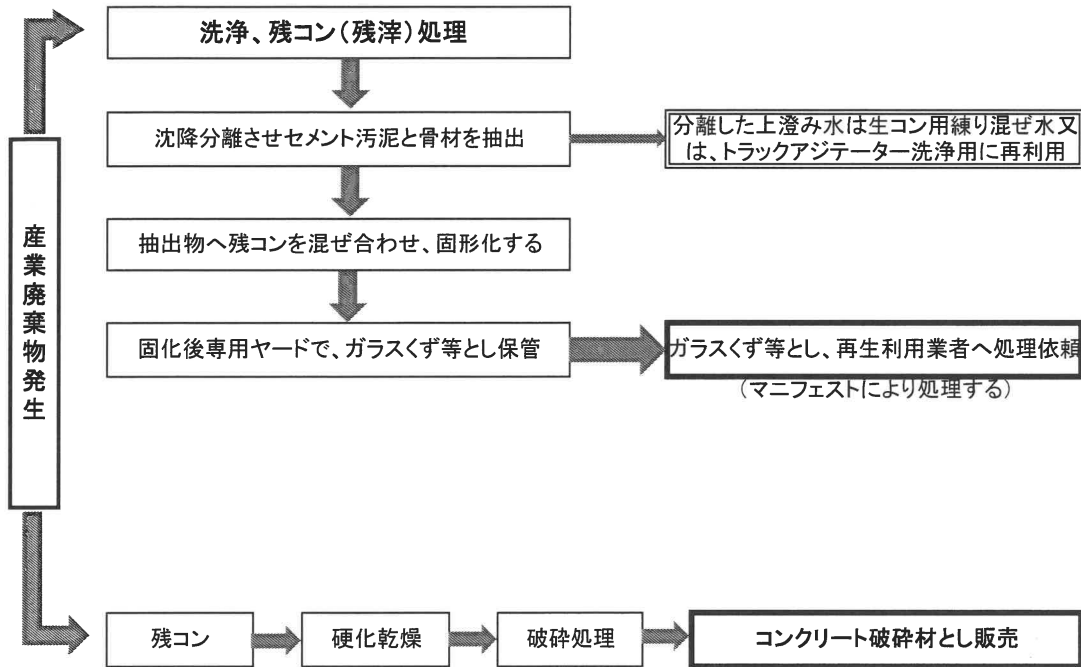 産業廃棄物発生
洗浄、残コン(残滓)処理
沈降分離させセメント汚泥と骨材を抽出
分離した上澄み水は生コン用練り混ぜ水又
は、トラックアジテーター洗浄用に再利用
抽出物へ残コンを混ぜ合わせ、固形化する
固化後専用ヤードで、ガラスくず等とし保管
ガラスくず等とし、再生利用業者へ処理依頼
(マニフェストにより処理する)
残コン
硬化乾燥
破砕処理
コンクリート破砕材とし販売